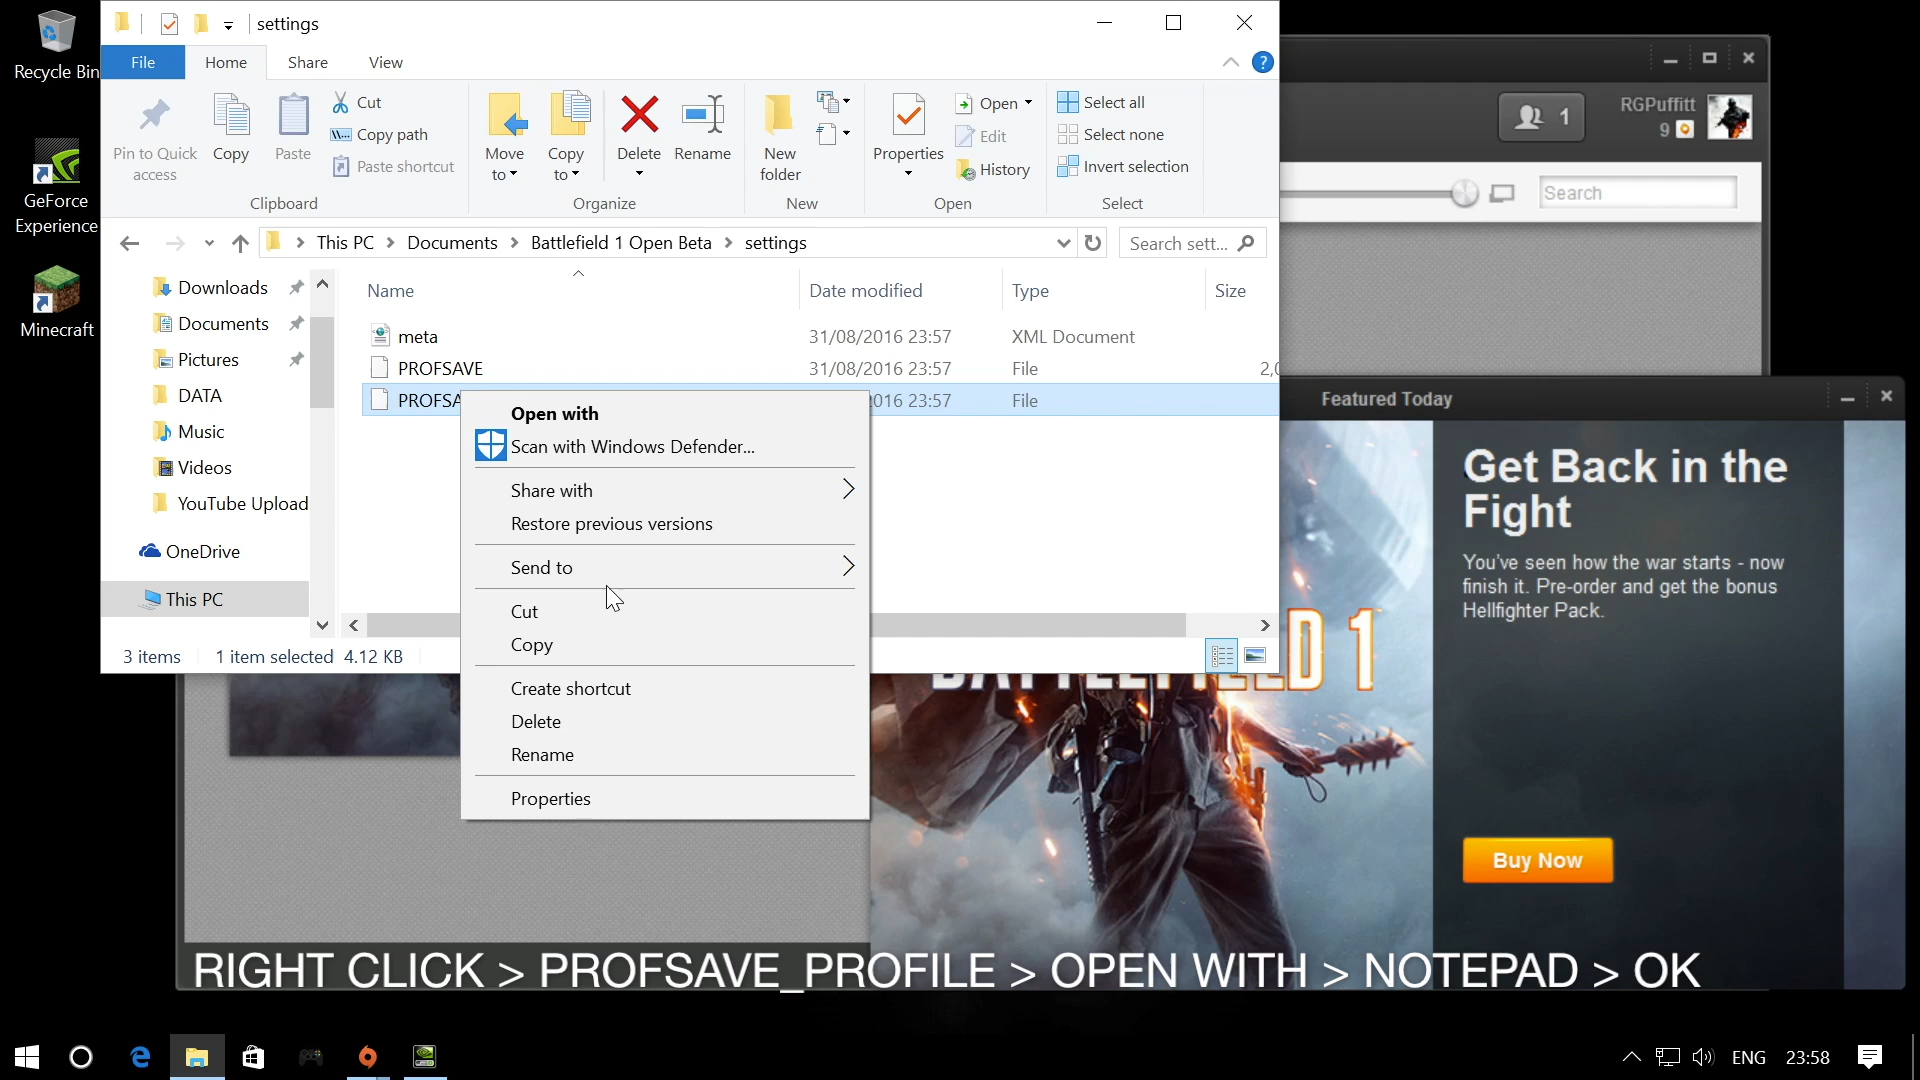 Recycle Bin
GeForce
Experience
Minecraft
settings
File
Home
Share
View
?
Pin to Quick
access
Copy
Paste
Cut
Copy path
Paste shortcut
Clipboard
Move
to
Copy
to
Delete
Rename
Organize
New
folder
New
Properties
Open
Edit
History
Open
Select all
Select none
Invert selection
Select
This PC
Documents
Battlefield 1 Open Beta
settings
Search sett...
Downloads
Documents
Pictures
DATA
Music
Videos
YouTube Upload
OneDrive
This PC
Name
Date modified
Type
Size
meta
31/08/2016 23:57
XML Document
PROFSAVE
31/08/2016 23:57
File
2,0
PROFSA
016 23:57
File
3 items
1 item selected 4.12 KB
Open with
Scan with Windows Defender...
Share with
Restore previous versions
Send to
Cut
Copy
Create shortcut
Delete
Rename
Properties
1
RGPuffitt
9
Search
Featured Today
Get Back in the
Fight
You've seen how the war starts - now
finish it. Pre-order and get the bonus
Hellfighter Pack.
Buy Now
BATTLEFIELD 1
RIGHT CLICK > PROFSAVE_PROFILE > OPEN WITH > NOTEPAD > OK
ENG
23:58